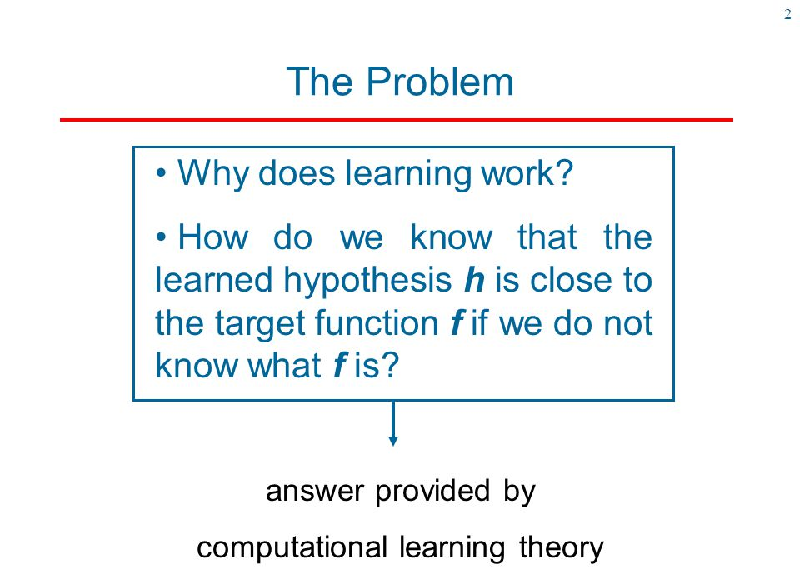 2
The Problem
• Why does learning work?
• How do we know that the
learned hypothesis h is close to
the target function f if we do not
know what f is?
answer provided by
computational learning theory